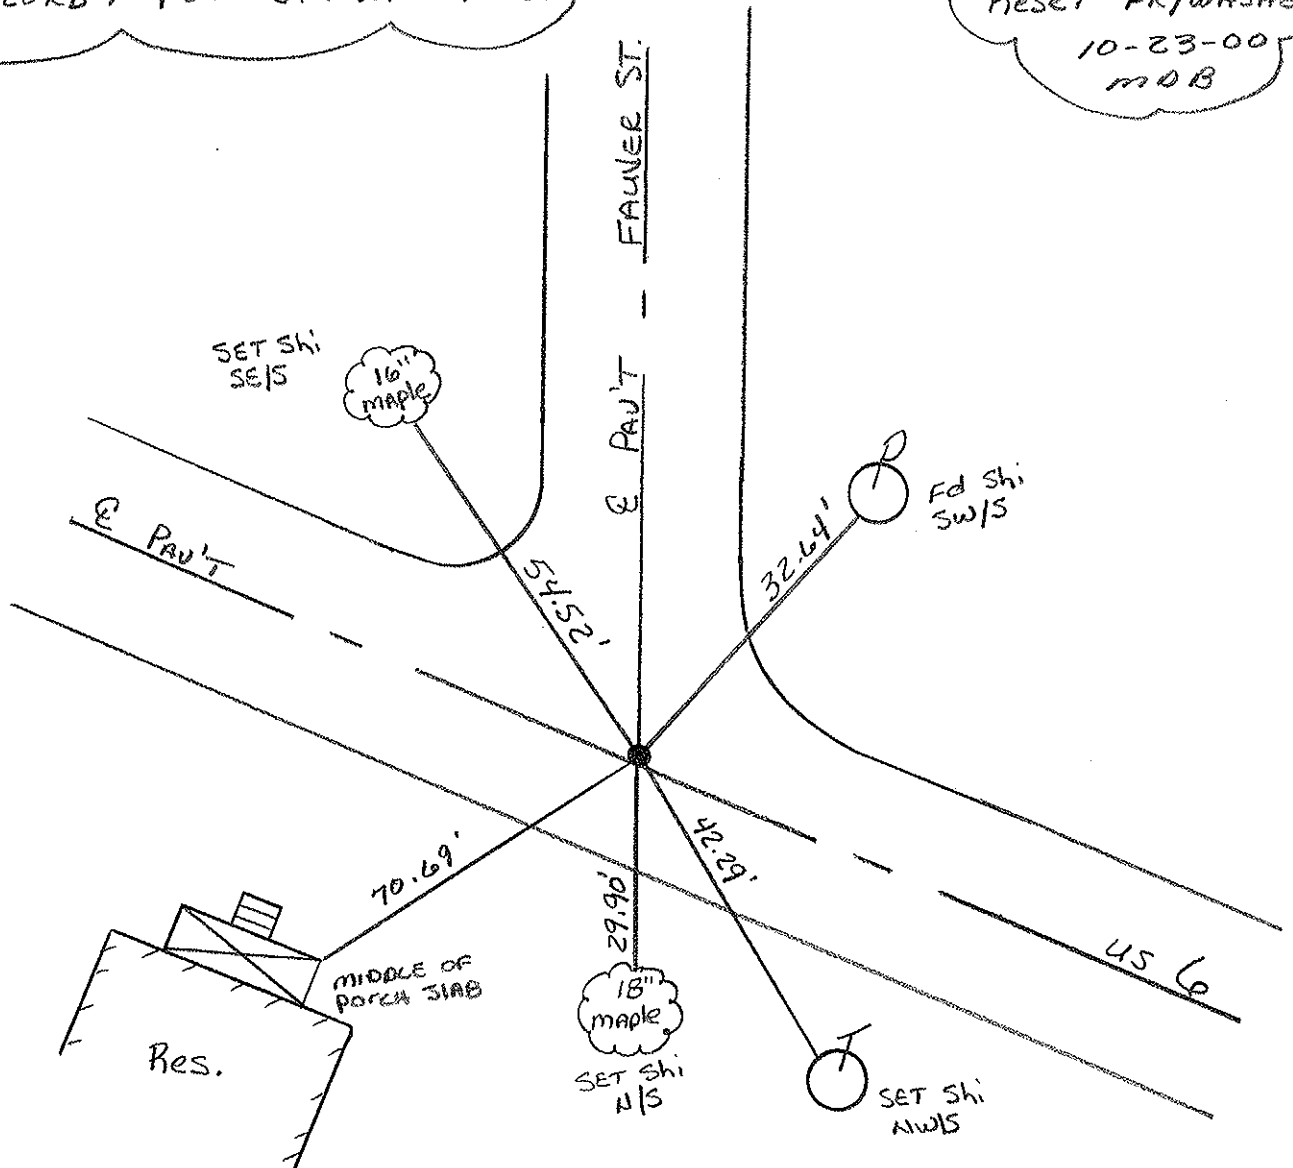 Reset PK/WASHE
10-23-00
MDB
FAUVER ST.
℄ PAV'T
SET Shi
SE/S
16"
MAPLE
Fd Shi
SW/S
℄ PAV'T
54.52'
32.64'
70.69'
29.90'
42.29'
US 6
MIDDLE OF
PORCH SLAB
Res.
18"
MAPLE
SET Shi
N/S
T
SET Shi
NW/S